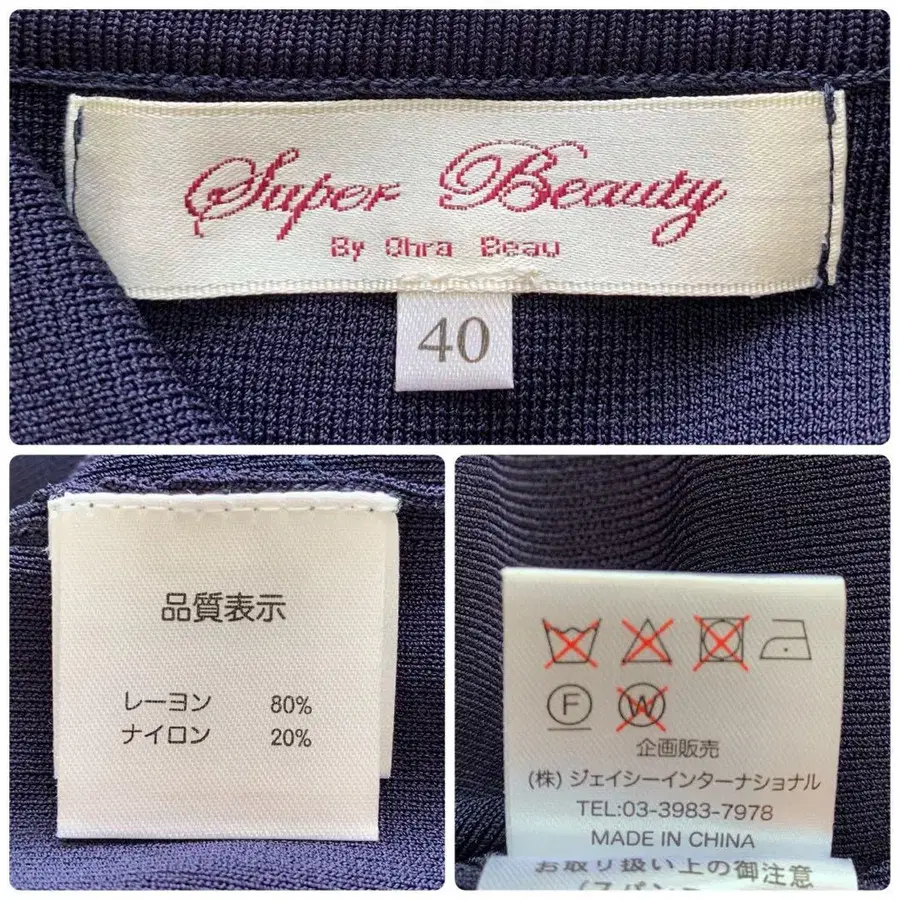 Super Beauty
By Ohra Beau
40
品質表示
レーヨン 80%
ナイロン 20%
F W
企画販売
(株)ジェイシーインターナショナル
TEL:03-3983-7978
MADE IN CHINA
お取り扱い上の御注意